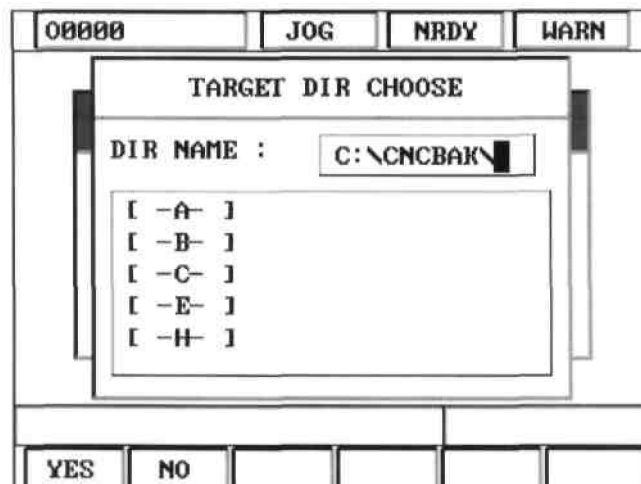 O0000 JOG NRDY WARN
TARGET DIR CHOOSE
DIR NAME : C:\CNCBAK\
[ -A- ]
[ -B- ]
[ -C- ]
[ -E- ]
[ -H- ]
YES NO